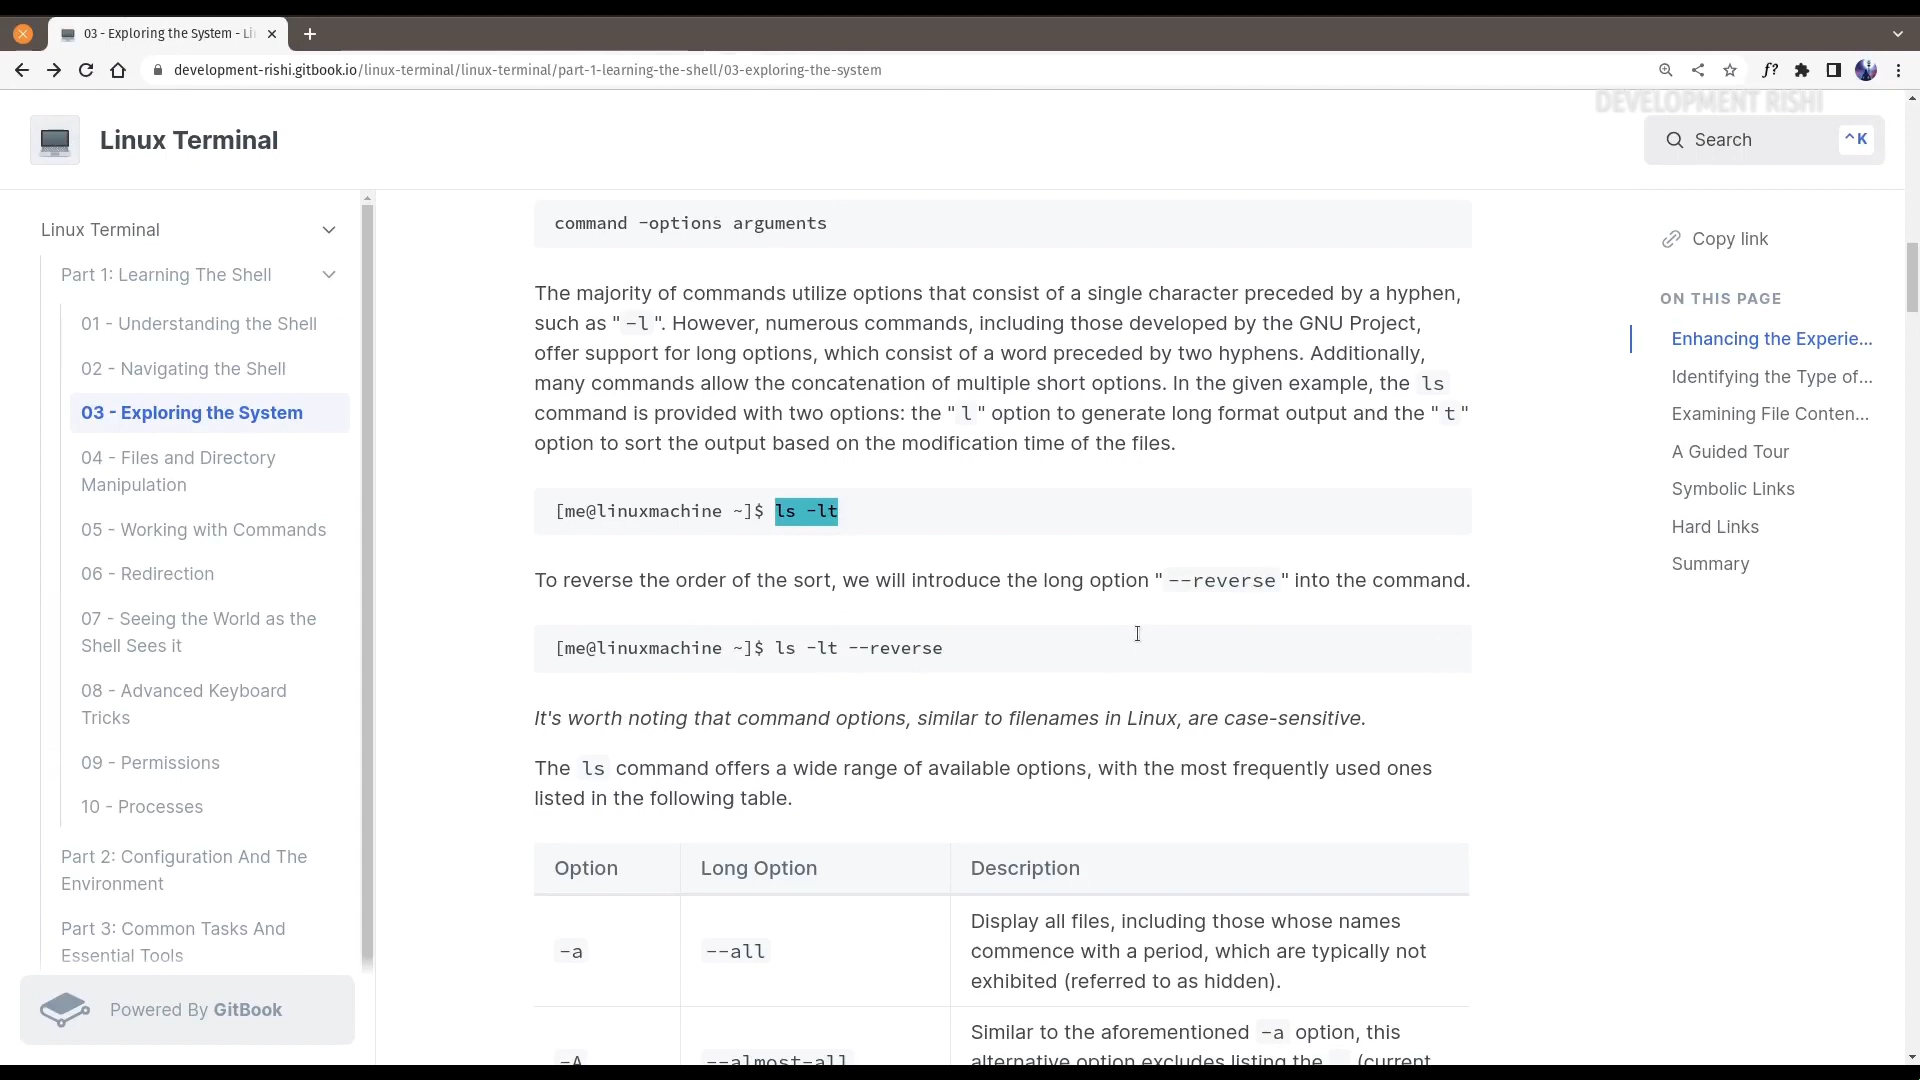 03 - Exploring the System - Li
development-rishi.gitbook.io/linux-terminal/linux-terminal/part-1-learning-the-shell/03-exploring-the-system
f?
DEVELOPMENT RISHI
Linux Terminal
Search
^K
Linux Terminal
Part 1: Learning The Shell
01 - Understanding the Shell
02 - Navigating the Shell
03 - Exploring the System
04 - Files and Directory
Manipulation
05 - Working with Commands
06 - Redirection
07 - Seeing the World as the
Shell Sees it
08 - Advanced Keyboard
Tricks
09 - Permissions
10 - Processes
Part 2: Configuration And The
Environment
Part 3: Common Tasks And
Essential Tools
Powered By GitBook
command -options arguments
The majority of commands utilize options that consist of a single character preceded by a hyphen,
such as "-l". However, numerous commands, including those developed by the GNU Project,
offer support for long options, which consist of a word preceded by two hyphens. Additionally,
many commands allow the concatenation of multiple short options. In the given example, the ls
command is provided with two options: the "l" option to generate long format output and the "t"
option to sort the output based on the modification time of the files.
[me@linuxmachine ~]$ ls -lt
To reverse the order of the sort, we will introduce the long option "--reverse" into the command.
[me@linuxmachine ~]$ ls -lt --reverse
It's worth noting that command options, similar to filenames in Linux, are case-sensitive.
The ls command offers a wide range of available options, with the most frequently used ones
listed in the following table.
Option Long Option Description
-a --all Display all files, including those whose names
commence with a period, which are typically not
exhibited (referred to as hidden).
-A --almost-all Similar to the aforementioned -a option, this
alternative option excludes listing the (current
Copy link
ON THIS PAGE
Enhancing the Experie...
Identifying the Type of...
Examining File Conten...
A Guided Tour
Symbolic Links
Hard Links
Summary